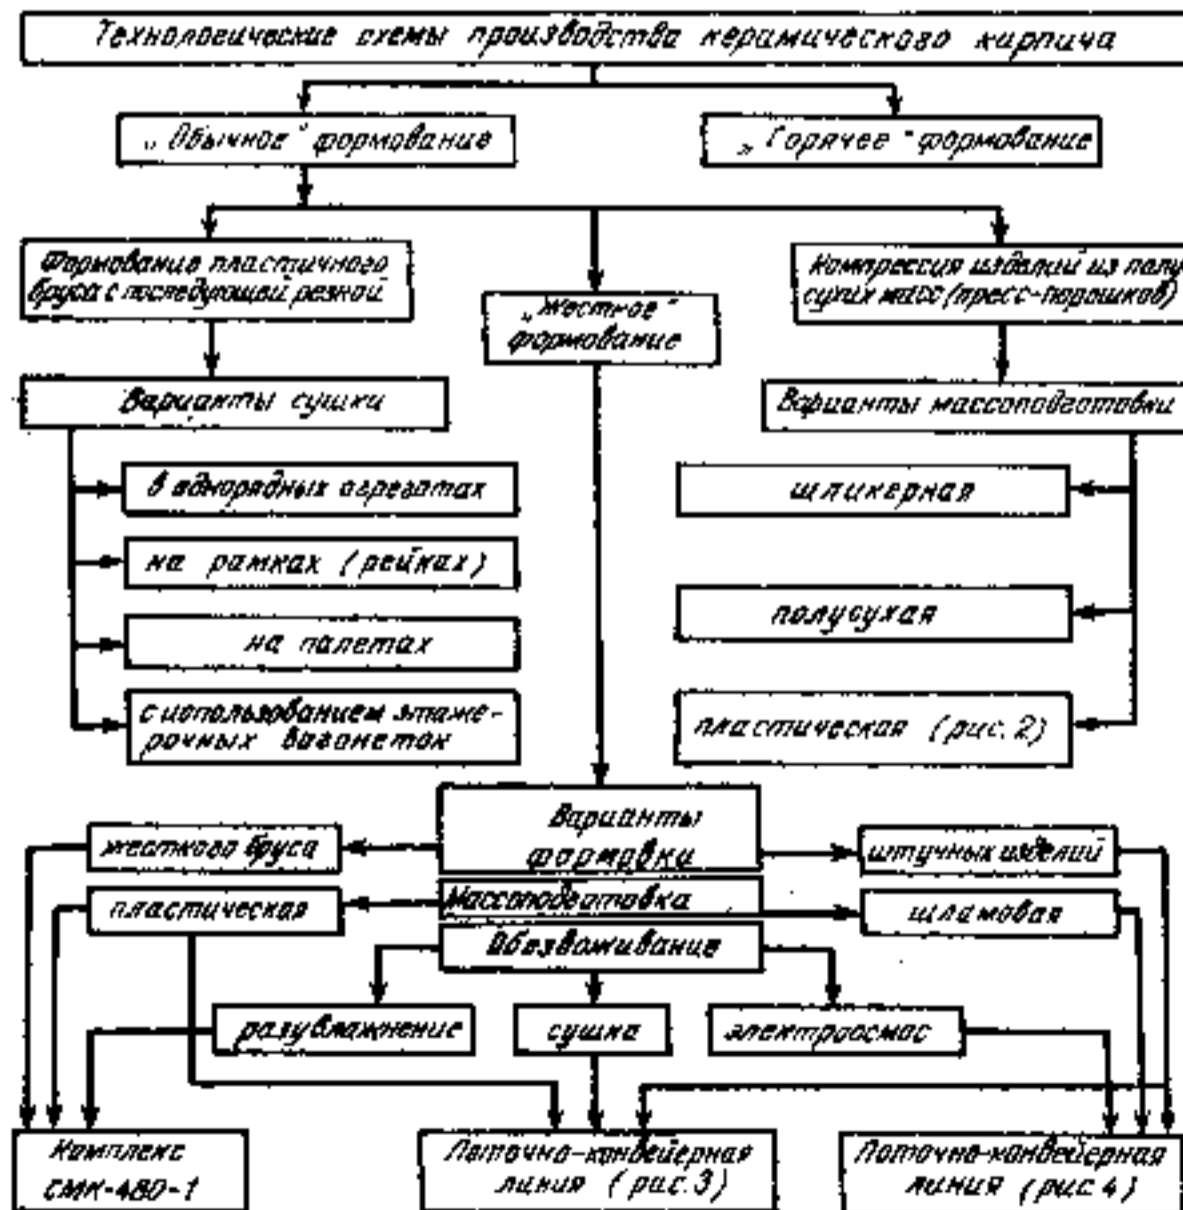 Технологические схемы производства керамического кирпича
„Обычное" формование
„Горячее" формование
Формование пластичного
бруса с последующей резкой
„Жесткое"
формование
Компрессия изделий из полу
сухих масс (пресс-порошков)
Варианты сушки
Варианты массоподготовки
в однорядных агрегатах
шликерная
на рамках (рейках)
полусухая
на палетах
с использованием этаже-
рочных вагонеток
пластическая (рис. 2)
Варианты
формовки
жесткого бруса
штучных изделий
Массоподготовка
пластическая
шламовая
Обезвоживание
разувлажнение
сушка
электроосмос
Комплекс
СМК-480-1
Поточно-конвейерная
линия (рис. 3)
Поточно-конвейерная
линия (рис. 4)